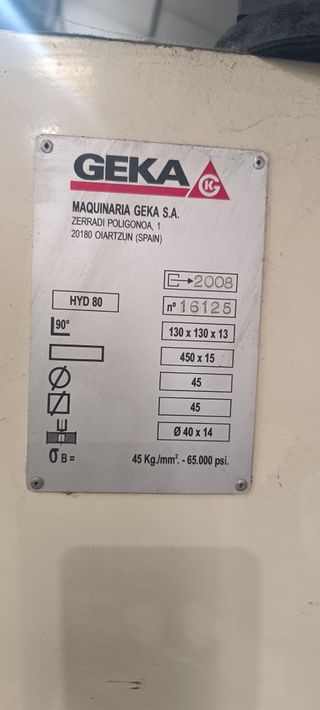 GEKA
MAQUINARIA GEKA S.A.
ZERRADI POLIGONOA, 1
20180 OIARTZUN (SPAIN)
2008
HYD 80
nº 16125
90°
130 x 130 x 13
450 x 15
45
45
Ø 40 x 14
σ B = 45 Kg./mm². - 65.000 psi.